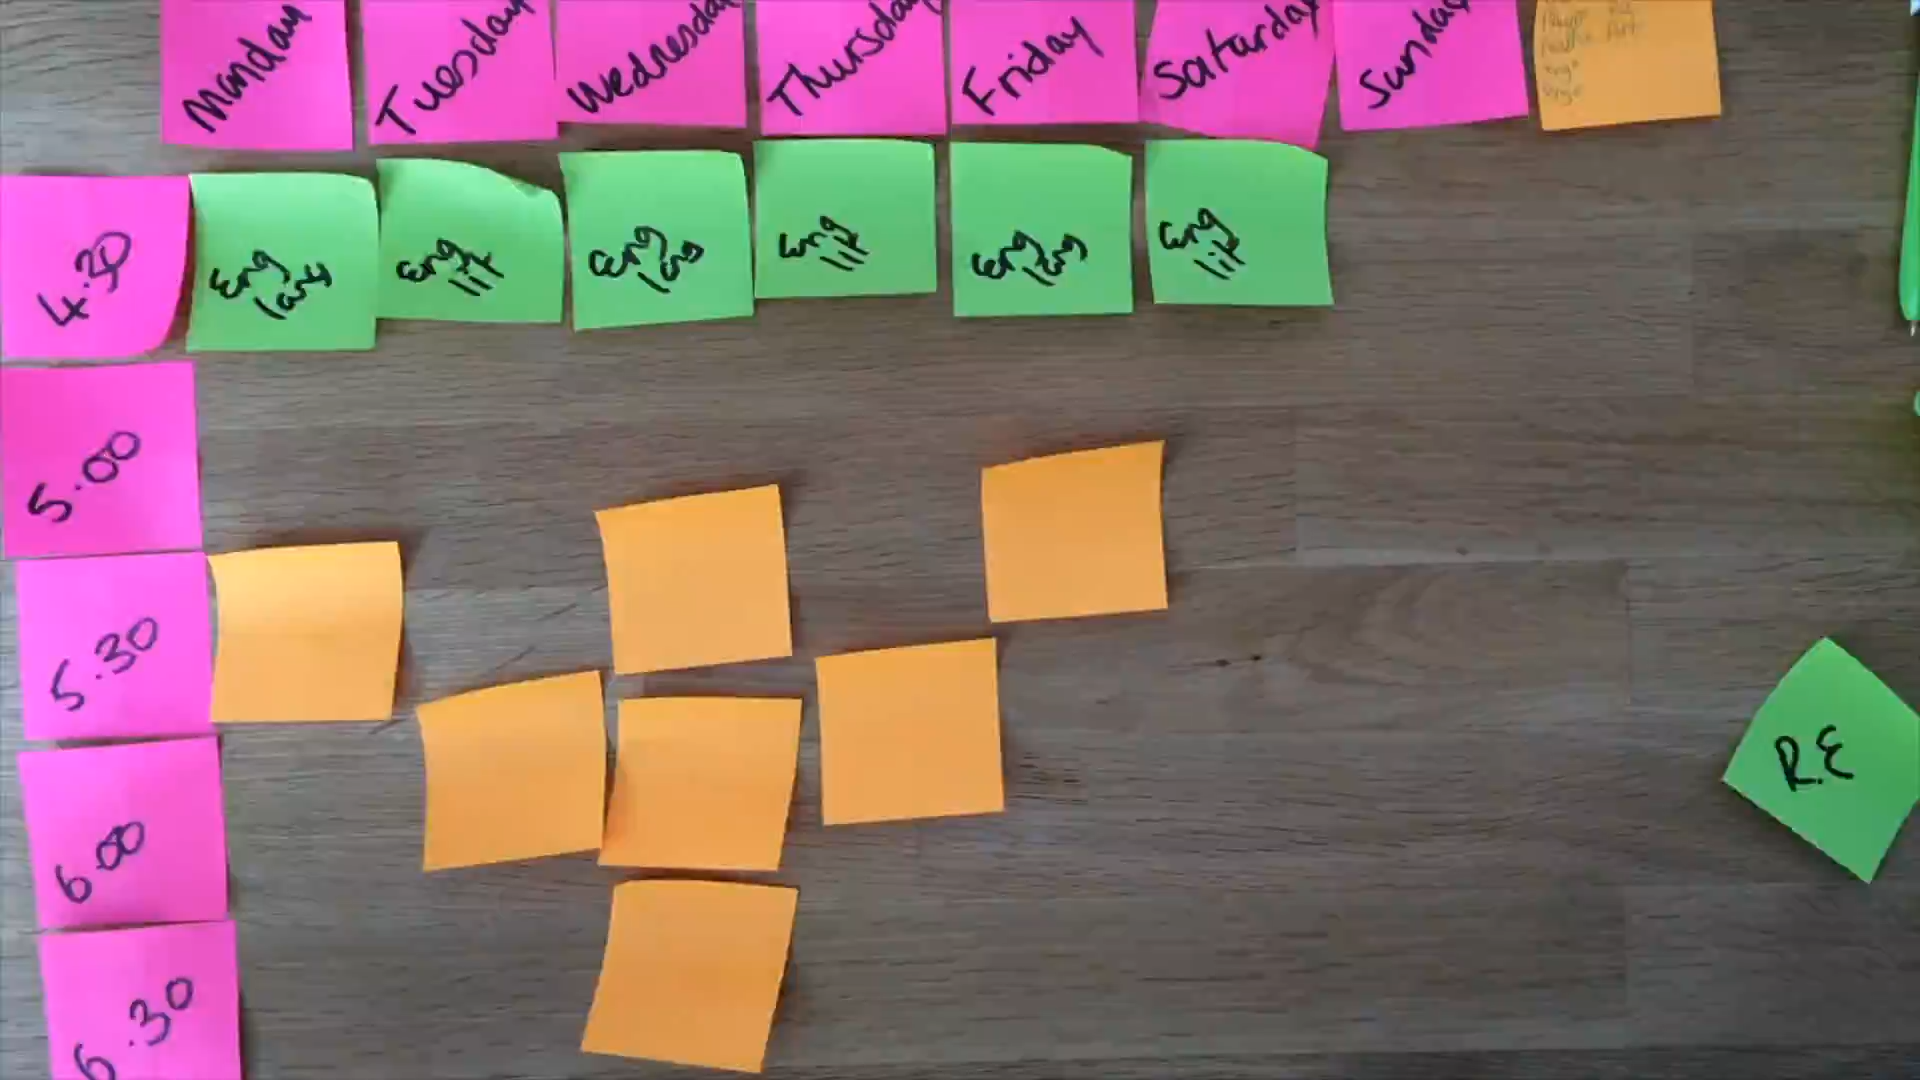 Monday
Tuesday
Wednesday
Thursday
Friday
Saturday
Sunday
4.30
Eng
lang
Eng
lit
Eng
lang
Eng
lit
Eng
lang
Eng
lit
5.00
5.30
6.00
6.30
R.E